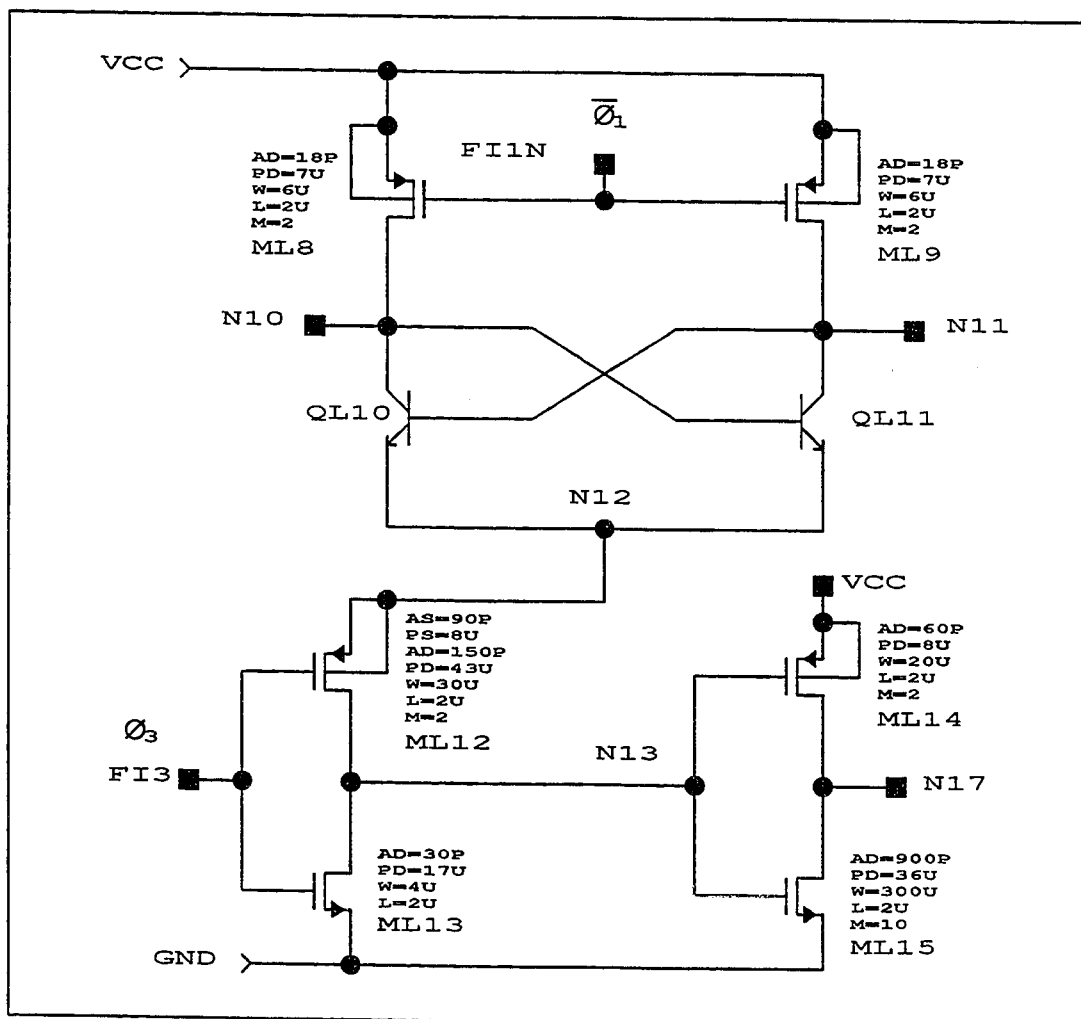 VCC
Ø̅₁
FI1N
AD=18P
PD=7U
W=6U
L=2U
M=2
ML8
AD=18P
PD=7U
W=6U
L=2U
M=2
ML9
N10
N11
QL10
QL11
N12
VCC
AS=90P
PS=8U
AD=150P
PD=43U
W=30U
L=2U
M=2
ML12
AD=60P
PD=8U
W=20U
L=2U
M=2
ML14
Ø₃
FI3
N13
N17
AD=30P
PD=17U
W=4U
L=2U
ML13
AD=900P
PD=36U
W=300U
L=2U
M=10
ML15
GND